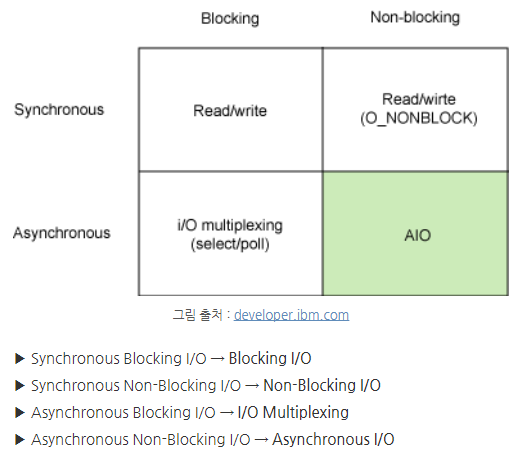 Blocking Non-blocking
Synchronous Read/write Read/wirte
(O_NONBLOCK)
Asynchronous i/O multiplexing
(select/poll) AIO
그림 출처 : developer.ibm.com
▶ Synchronous Blocking I/O → Blocking I/O
▶ Synchronous Non-Blocking I/O → Non-Blocking I/O
▶ Asynchronous Blocking I/O → I/O Multiplexing
▶ Asynchronous Non-Blocking I/O → Asynchronous I/O